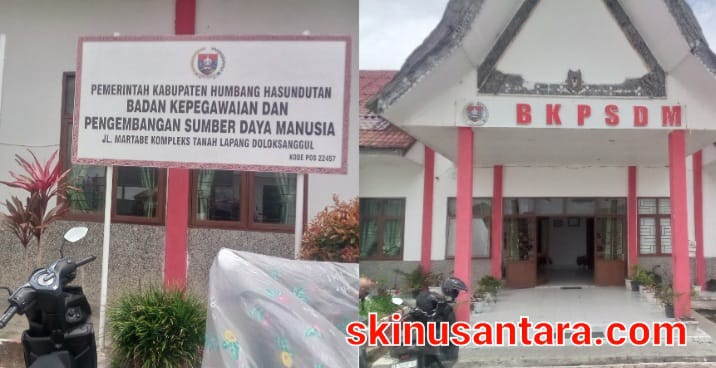 PEMERINTAH KABUPATEN HUMBANG HASUNDUTAN
BADAN KEPEGAWAIAN DAN
PENGEMBANGAN SUMBER DAYA MANUSIA
JL. MARTABE KOMPLEKS TANAH LAPANG DOLOKSANGGUL
KODE POS 22457
BKPSDM
skinusantara.com